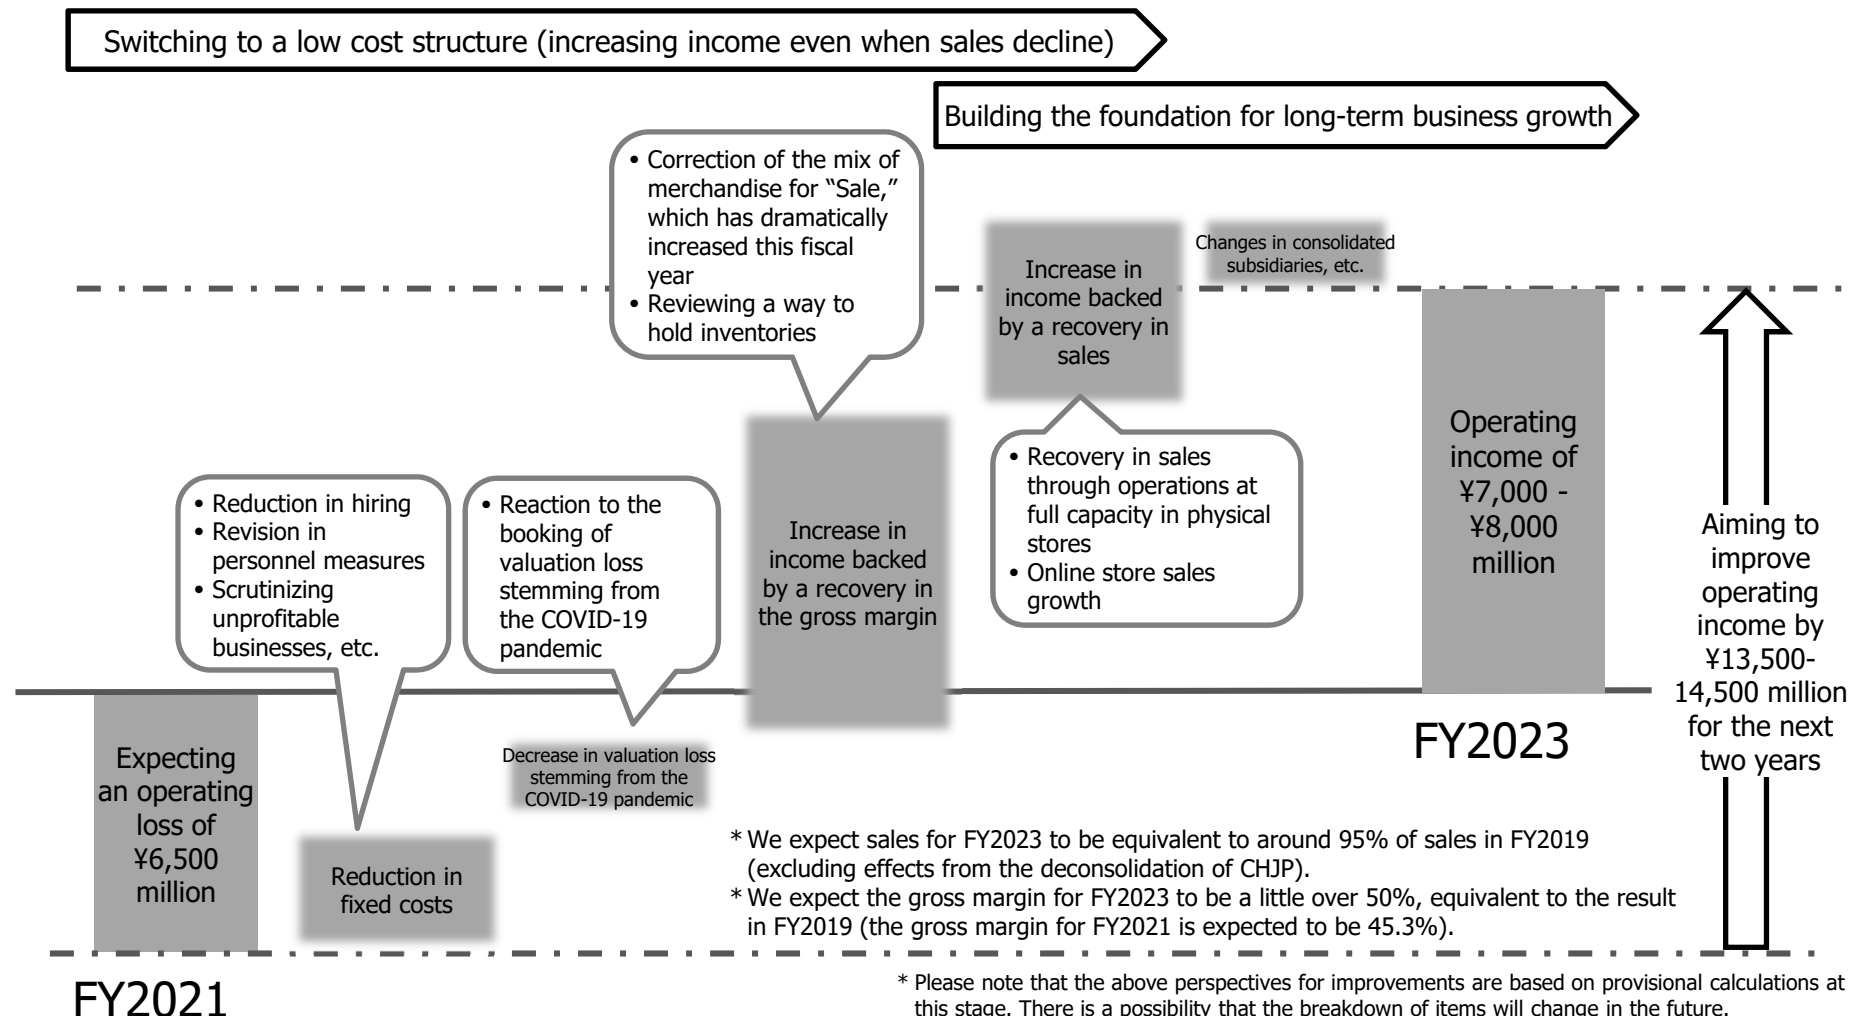 Switching to a low cost structure (increasing income even when sales decline)
Building the foundation for long-term business growth
• Correction of the mix of
merchandise for “Sale,”
which has dramatically
increased this fiscal
year
• Reviewing a way to
hold inventories
Increase in
income backed
by a recovery in
sales
Changes in consolidated
subsidiaries, etc.
• Reduction in hiring
• Revision in
personnel measures
• Scrutinizing
unprofitable
businesses, etc.
• Reaction to the
booking of
valuation loss
stemming from
the COVID-19
pandemic
Increase in
income backed
by a recovery in
the gross margin
• Recovery in sales
through operations at
full capacity in physical
stores
• Online store sales
growth
Operating
income of
¥7,000 -
¥8,000
million
Aiming to
improve
operating
income by
¥13,500-
14,500 million
for the next
two years
FY2023
Expecting
an operating
loss of
¥6,500
million
Decrease in valuation loss
stemming from the
COVID-19 pandemic
Reduction in
fixed costs
* We expect sales for FY2023 to be equivalent to around 95% of sales in FY2019
(excluding effects from the deconsolidation of CHJP).
* We expect the gross margin for FY2023 to be a little over 50%, equivalent to the result
in FY2019 (the gross margin for FY2021 is expected to be 45.3%).
FY2021
* Please note that the above perspectives for improvements are based on provisional calculations at
this stage. There is a possibility that the breakdown of items will change in the future.